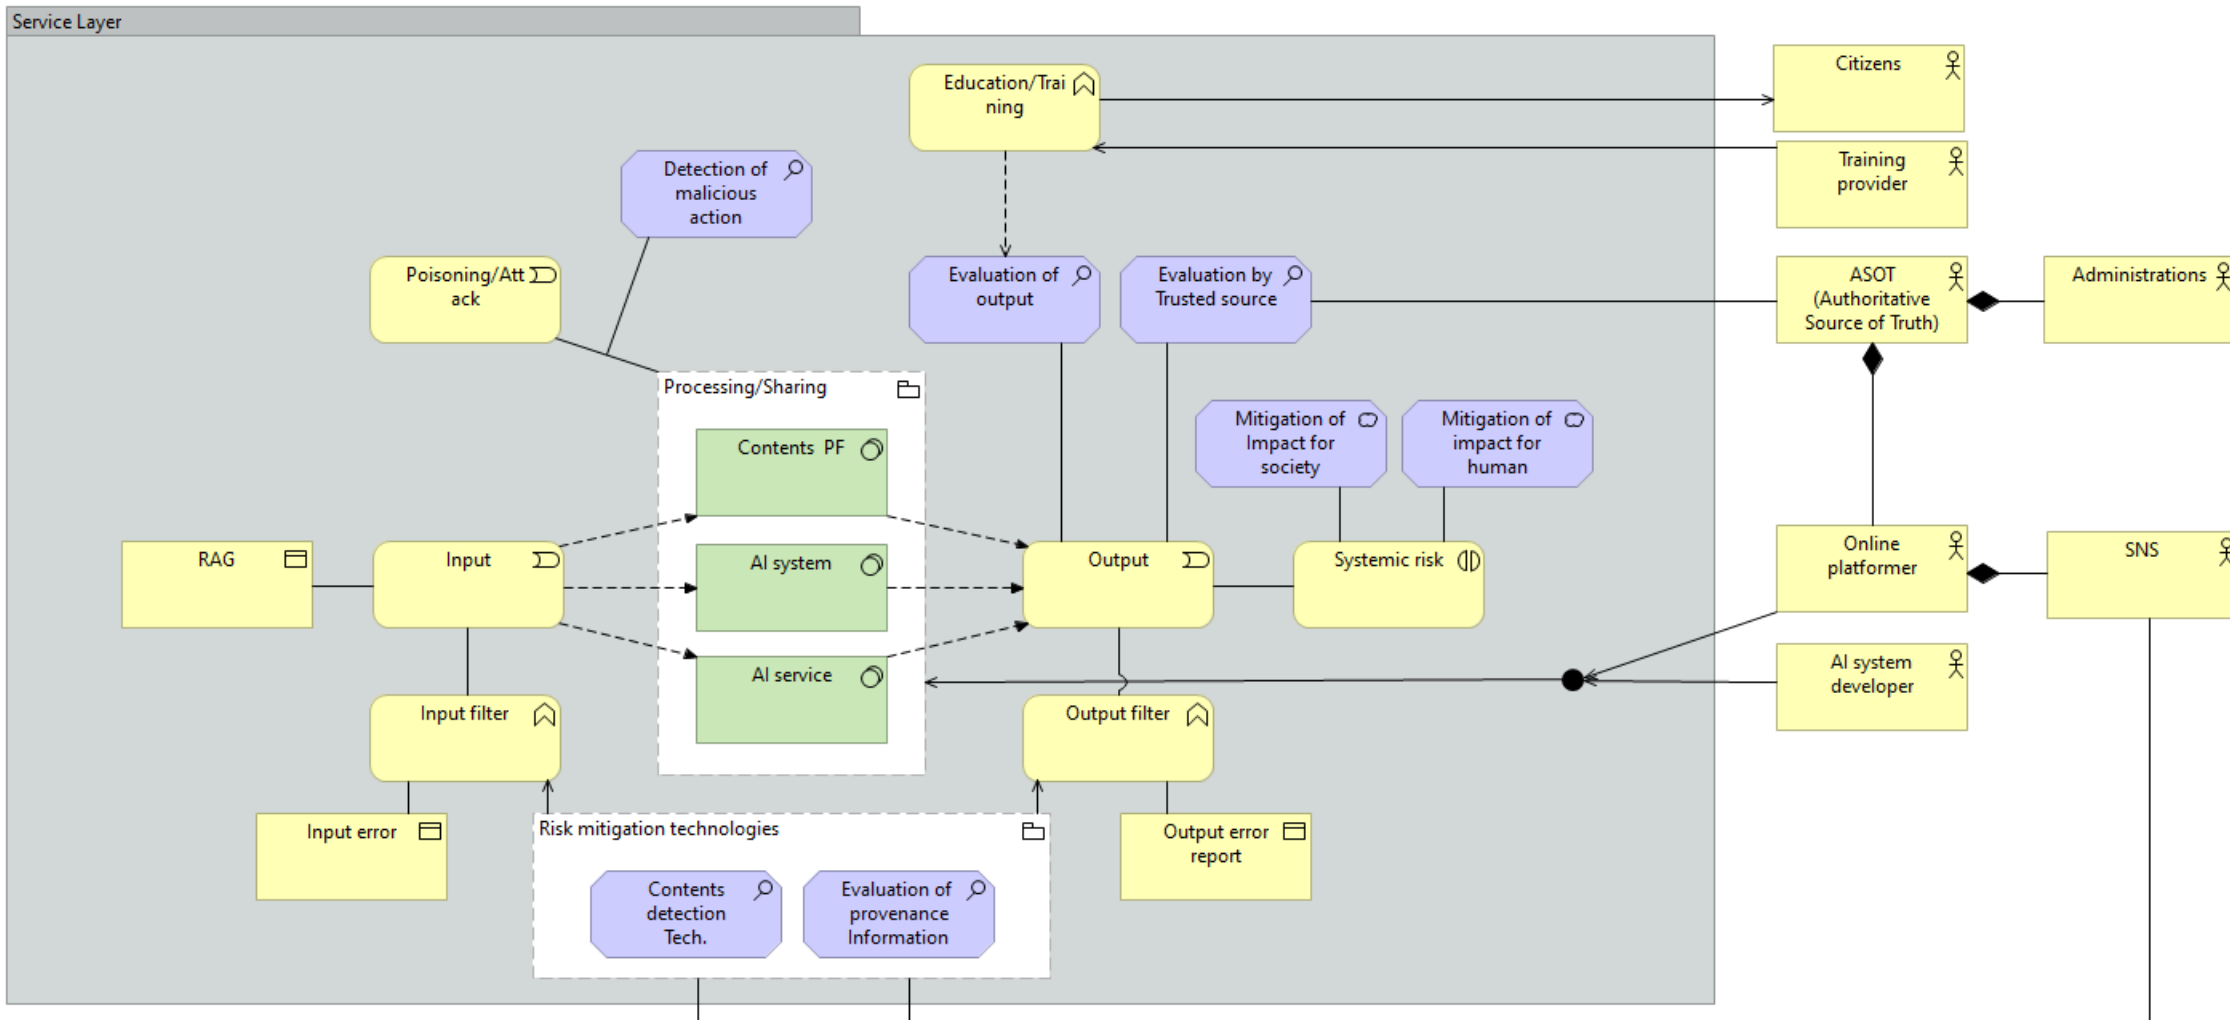 Service Layer
Education/Trai
ning
Citizens
Training
provider
Detection of
malicious
action
Poisoning/Att
ack
Evaluation of
output
Evaluation by
Trusted source
ASOT
(Authoritative
Source of Truth)
Administrations
Processing/Sharing
Contents PF
Mitigation of
Impact for
society
Mitigation of
impact for
human
RAG
Input
AI system
Output
Systemic risk
Online
platformer
SNS
AI service
AI system
developer
Input filter
Output filter
Input error
Risk mitigation technologies
Output error
report
Contents
detection
Tech.
Evaluation of
provenance
Information